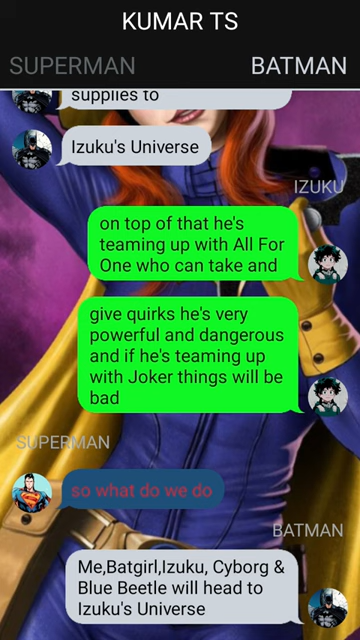 KUMAR TS
SUPERMAN
BATMAN
supplies to
Izuku's Universe
IZUKU
on top of that he's
teaming up with All For
One who can take and
give quirks he's very
powerful and dangerous
and if he's teaming up
with Joker things will be
bad
SUPERMAN
so what do we do
BATMAN
Me,Batgirl,Izuku, Cyborg &
Blue Beetle will head to
Izuku's Universe